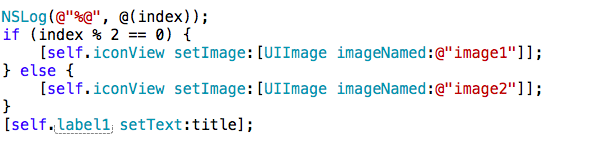 NSLog(@"%@", @(index));
if (index % 2 == 0) {
    [self.iconView setImage:[UIImage imageNamed:@"image1"]];
} else {
    [self.iconView setImage:[UIImage imageNamed:@"image2"]];
}
[self.label1 setText:title];